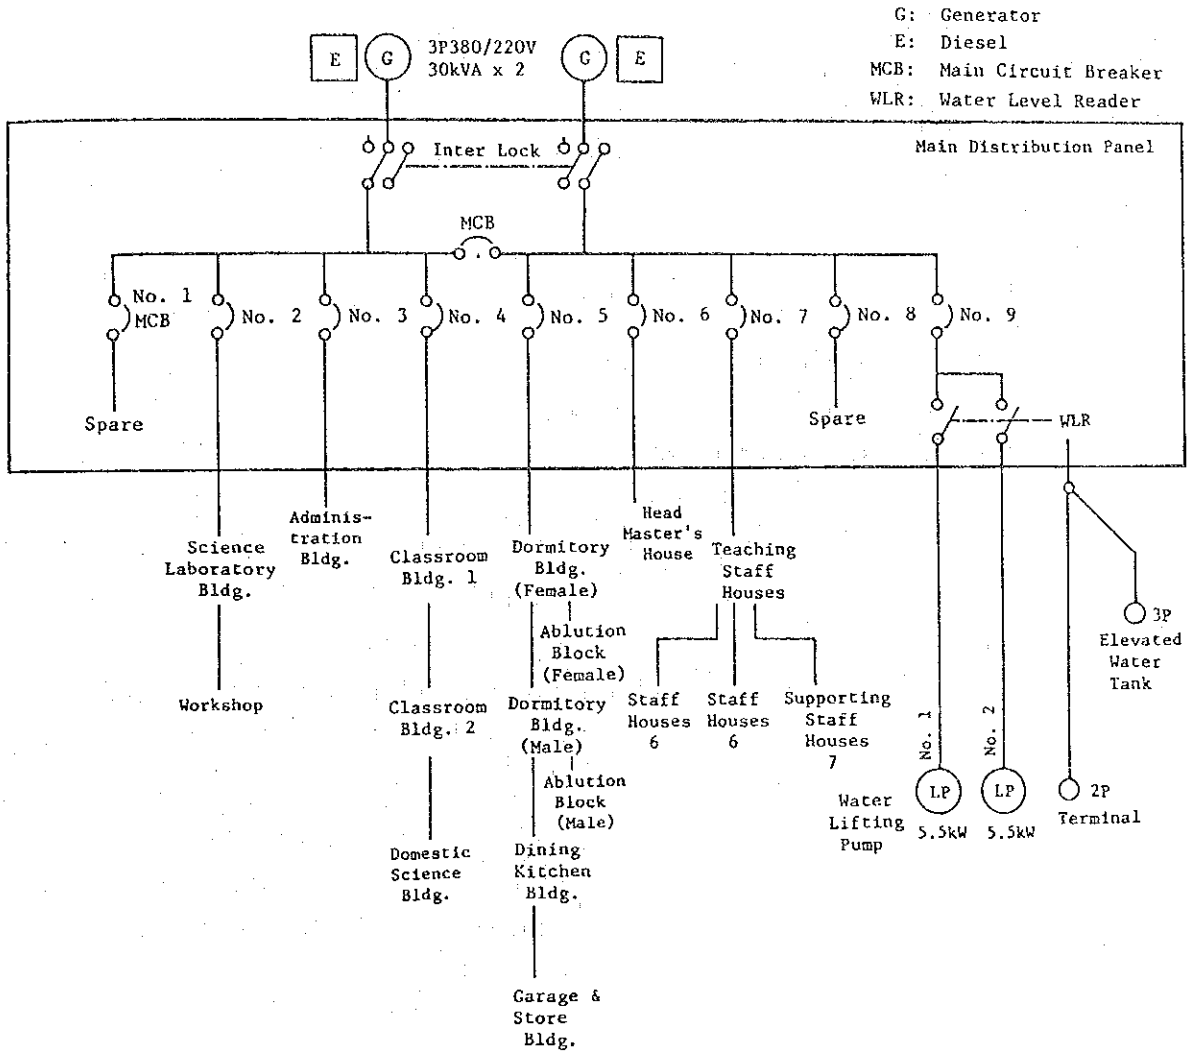 G: Generator
E: Diesel
MCB: Main Circuit Breaker
WLR: Water Level Reader
E
G
3P380/220V
30kVA x 2
G
E
Main Distribution Panel
Inter Lock
MCB
No. 1
MCB
No. 2
No. 3
No. 4
No. 5
No. 6
No. 7
No. 8
No. 9
Spare
Spare
WLR
Science
Laboratory
Bldg.
Workshop
Adminis-
tration
Bldg.
Classroom
Bldg. 1
Classroom
Bldg. 2
Domestic
Science
Bldg.
Dormitory
Bldg.
(Female)
Ablution
Block
(Female)
Dormitory
Bldg.
(Male)
Ablution
Block
(Male)
Dining
Kitchen
Bldg.
Garage &
Store
Bldg.
Head
Master's
House
Teaching
Staff
Houses
Staff
Houses
6
Staff
Houses
6
Supporting
Staff
Houses
7
No. 1
No. 2
Water
Lifting
Pump
LP
5.5kW
LP
5.5kW
2P
Terminal
3P
Elevated
Water
Tank